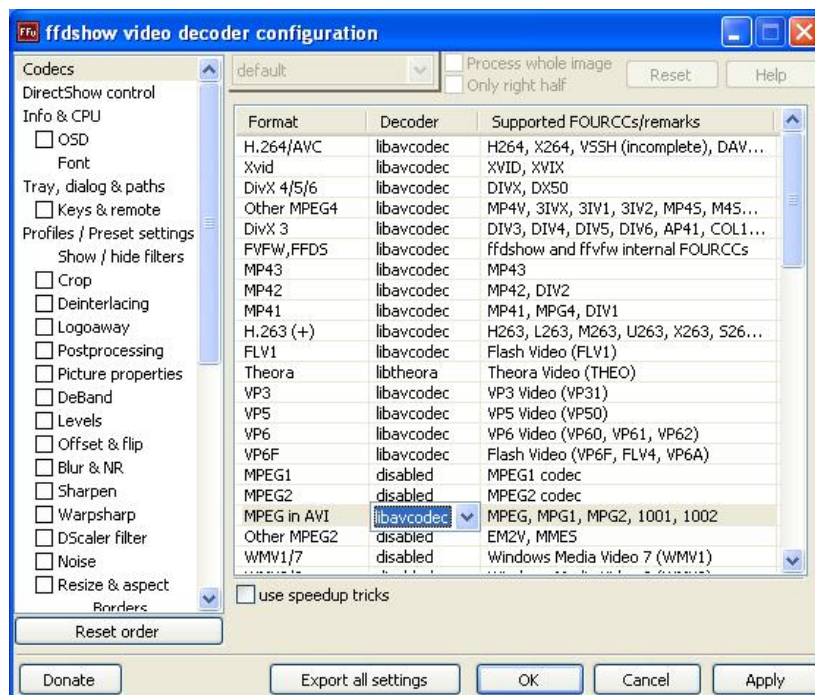 ffdshow video decoder configuration
Codecs
DirectShow control
Info & CPU
OSD
Font
Tray, dialog & paths
Keys & remote
Profiles / Preset settings
Show / hide filters
Crop
Deinterlacing
Logoaway
Postprocessing
Picture properties
DeBand
Levels
Offset & flip
Blur & NR
Sharpen
Warpsharp
DScaler filter
Noise
Resize & aspect
Borders
Reset order
default
Process whole image
Only right half
Reset
Help
Format Decoder Supported FOURCCs/remarks
H.264/AVC libavcodec H264, X264, VSSH (incomplete), DAV...
Xvid libavcodec XVID, XVIX
DivX 4/5/6 libavcodec DIVX, DX50
Other MPEG4 libavcodec MP4V, 3IVX, 3IV1, 3IV2, MP4S, M4S...
DivX 3 libavcodec DIV3, DIV4, DIV5, DIV6, AP41, COL1...
FVFW,FFDS libavcodec ffdshow and ffvfw internal FOURCCs
MP43 libavcodec MP43
MP42 libavcodec MP42, DIV2
MP41 libavcodec MP41, MPG4, DIV1
H.263 (+) libavcodec H263, L263, M263, U263, X263, S26...
FLV1 libavcodec Flash Video (FLV1)
Theora libtheora Theora Video (THEO)
VP3 libavcodec VP3 Video (VP31)
VP5 libavcodec VP5 Video (VP50)
VP6 libavcodec VP6 Video (VP60, VP61, VP62)
VP6F libavcodec Flash Video (VP6F, FLV4, VP6A)
MPEG1 disabled MPEG1 codec
MPEG2 disabled MPEG2 codec
MPEG in AVI libavcodec MPEG, MPG1, MPG2, 1001, 1002
Other MPEG2 disabled EM2V, MMES
WMV1/7 disabled Windows Media Video 7 (WMV1)
use speedup tricks
Donate
Export all settings
OK
Cancel
Apply